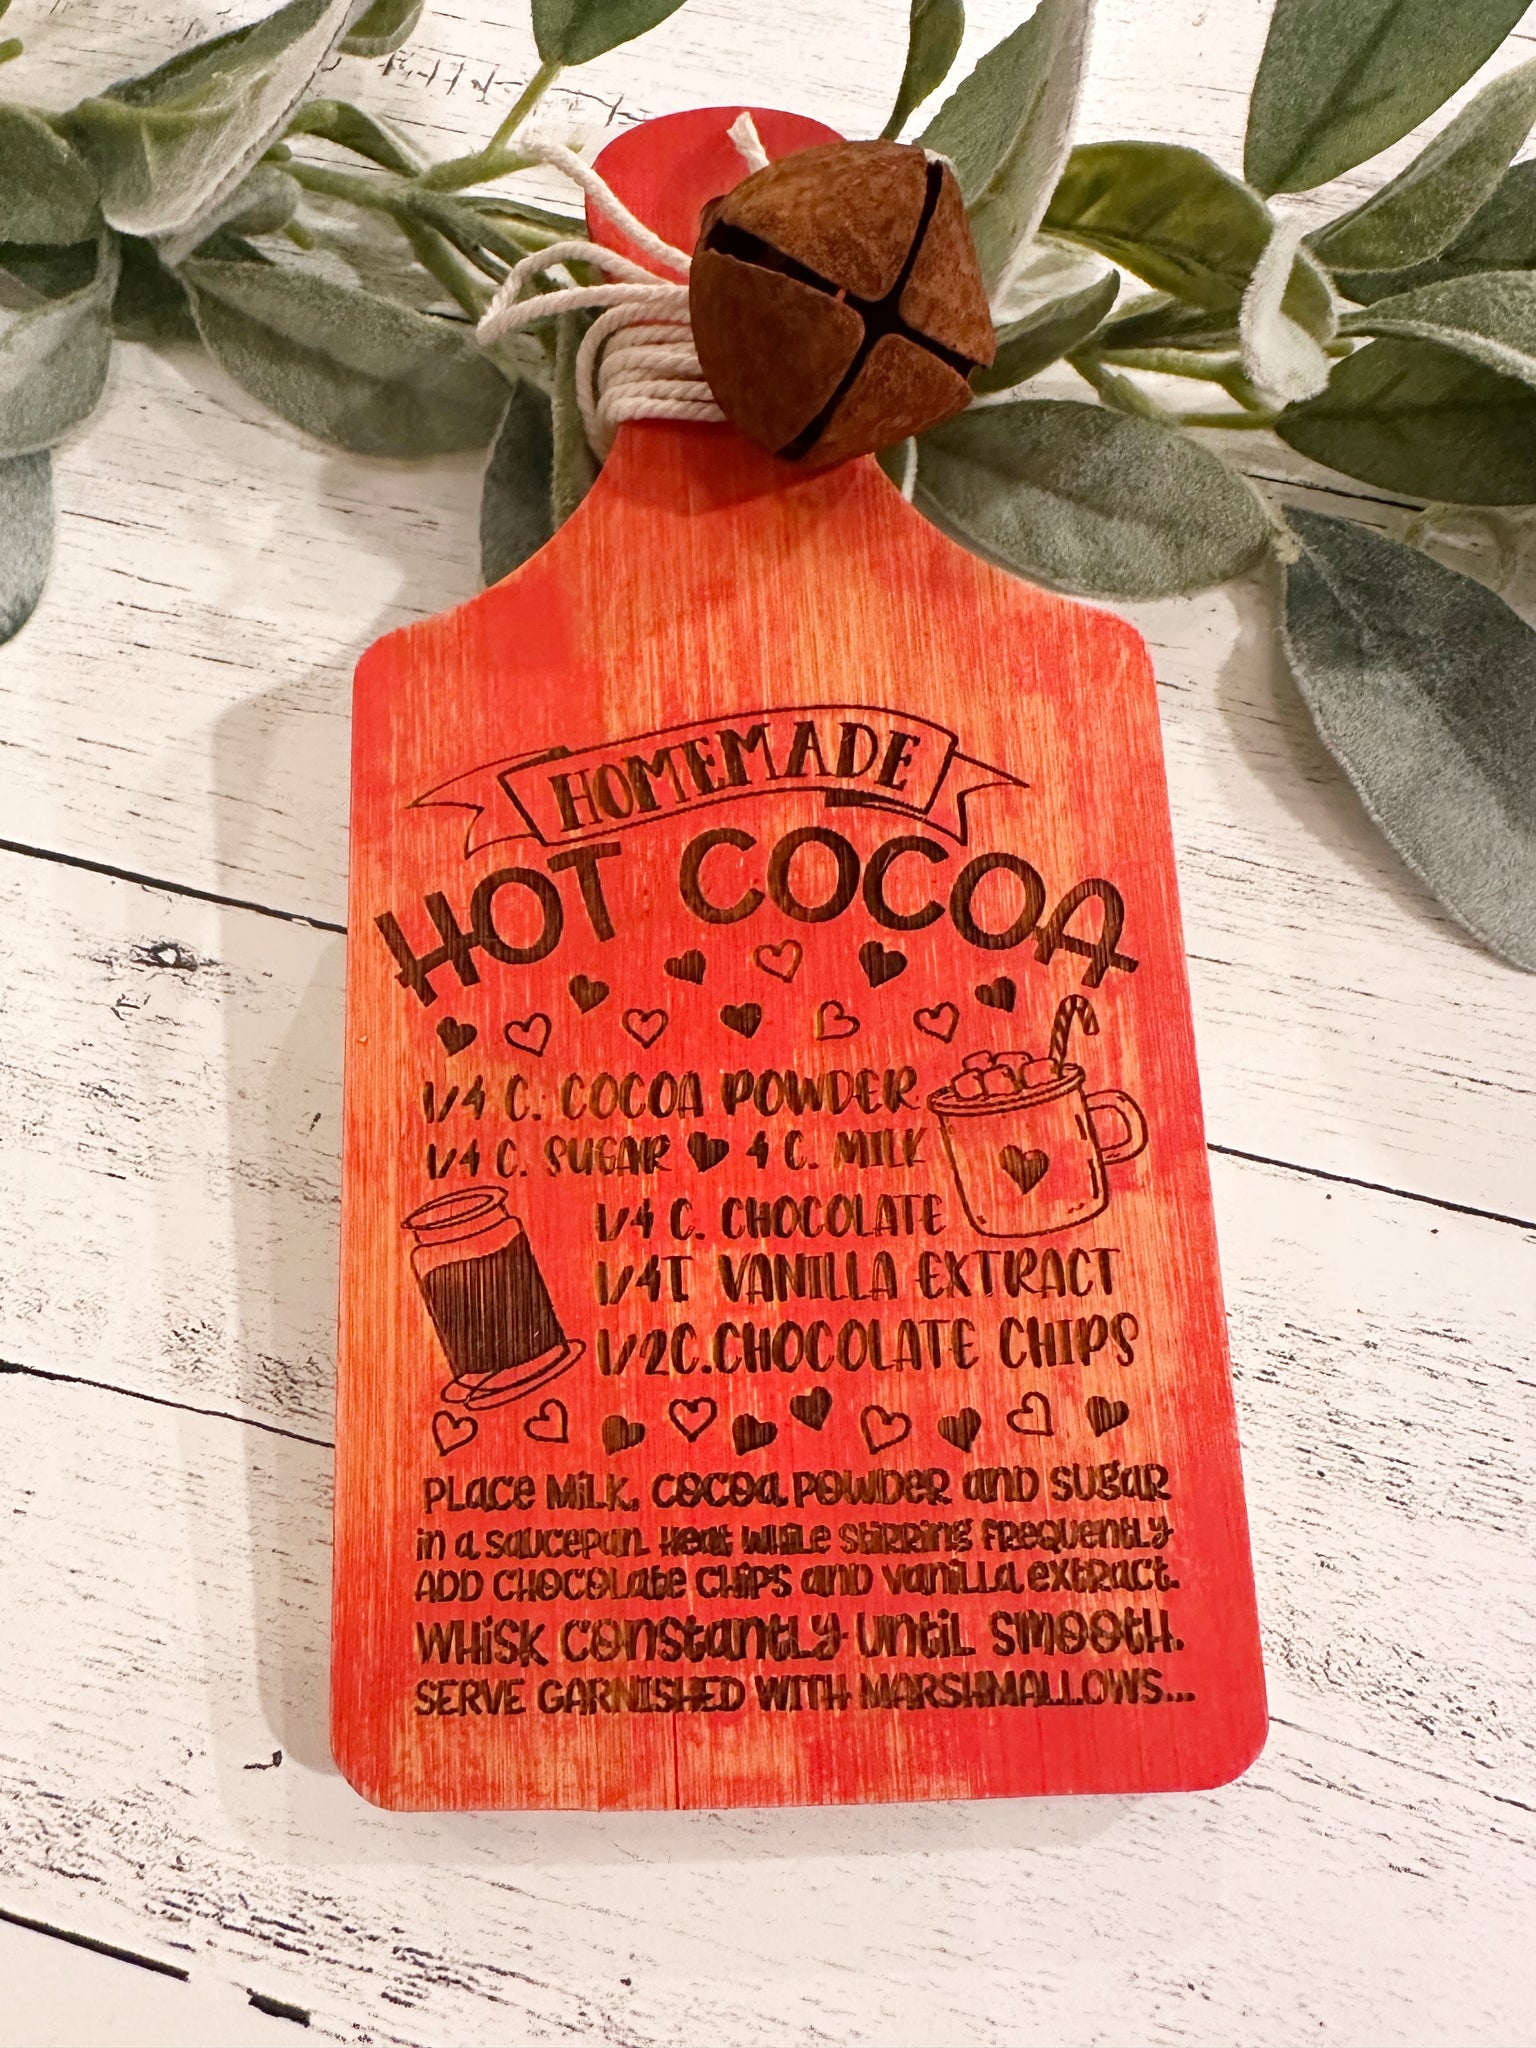 HOMEMADE
HOT COCOA
1/4 C. COCOA POWDER
1/4 C. SUGAR ♥ 4 C. MILK
1/4 C. CHOCOLATE
1/4T VANILLA EXTRACT
1/2C. CHOCOLATE CHIPS
PLACE MILK, COCOA POWDER AND SUGAR
IN A SAUCEPAN. HEAT WHILE STIRRING FREQUENTLY
ADD CHOCOLATE CHIPS AND VANILLA EXTRACT.
WHISK CONSTANTLY UNTIL SMOOTH.
SERVE GARNISHED WITH MARSHMALLOWS...